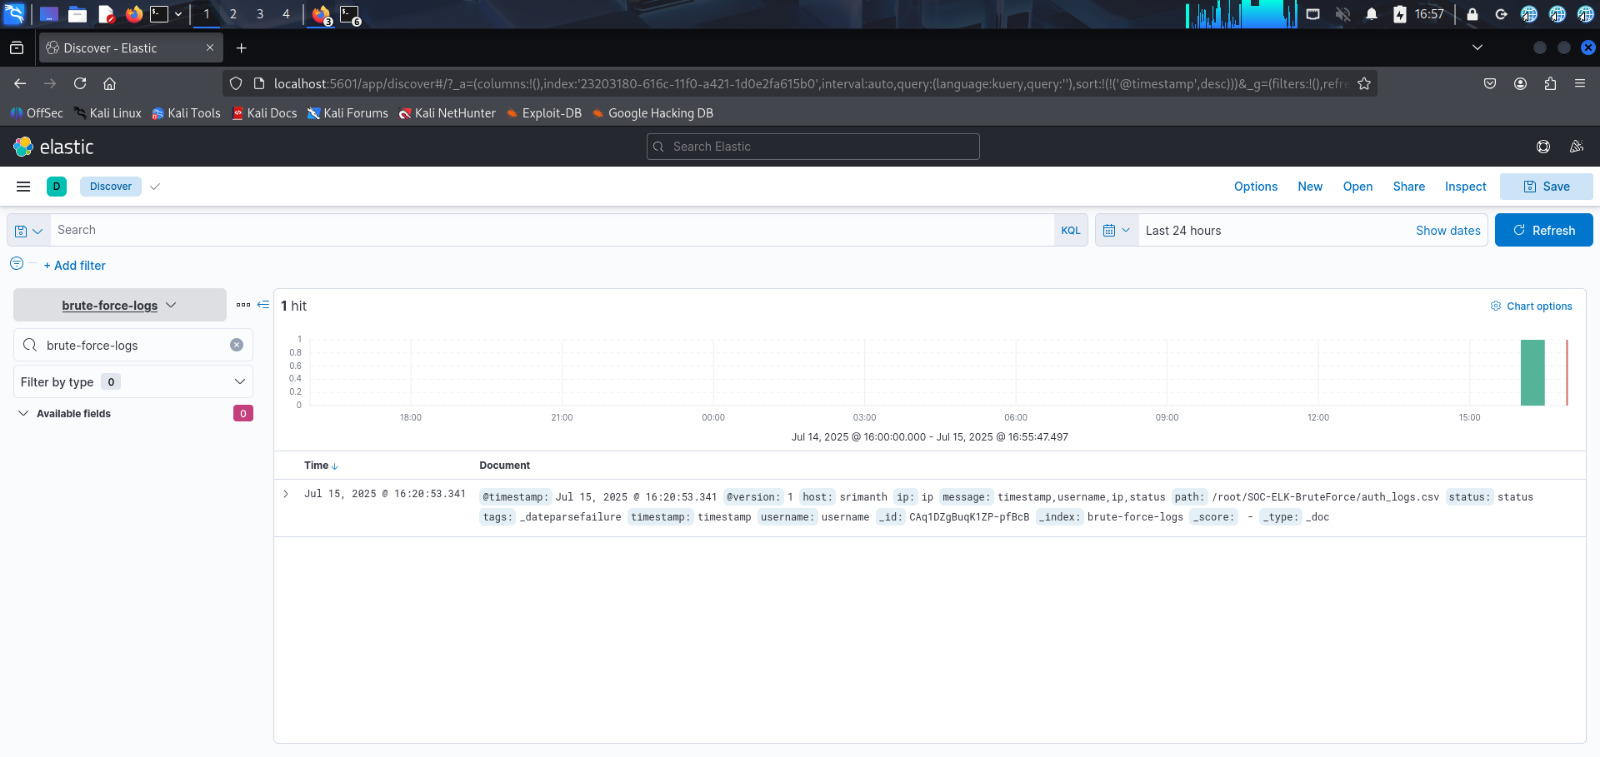 1 2 3 4 3 6 16:57
Discover - Elastic
localhost:5601/app/discover#/?_a=(columns:!(),index:'23203180-616c-11f0-a421-1d0e2fa615b0',interval:auto,query:(language:kuery,query:''),sort:!(!('@timestamp',desc)))&_g=(filters:!(),refre
OffSec Kali Linux Kali Tools Kali Docs Kali Forums Kali NetHunter Exploit-DB Google Hacking DB
elastic Search Elastic
D Discover Options New Open Share Inspect Save
Search KQL Last 24 hours Show dates Refresh
+ Add filter
brute-force-logs 1 hit Chart options
brute-force-logs
Filter by type 0
Available fields 0
1
0.8
0.6
0.4
0.2
0
18:00 21:00 00:00 03:00 06:00 09:00 12:00 15:00
Jul 14, 2025 @ 16:00:00.000 - Jul 15, 2025 @ 16:55:47.497
Time Document
Jul 15, 2025 @ 16:20:53.341 @timestamp: Jul 15, 2025 @ 16:20:53.341 @version: 1 host: srimanth ip: ip message: timestamp,username,ip,status path: /root/SOC-ELK-BruteForce/auth_logs.csv status: status
tags: _dateparsefailure timestamp: timestamp username: username _id: CAq1DZgBuqK1ZP-pfBcB _index: brute-force-logs _score: - _type: _doc